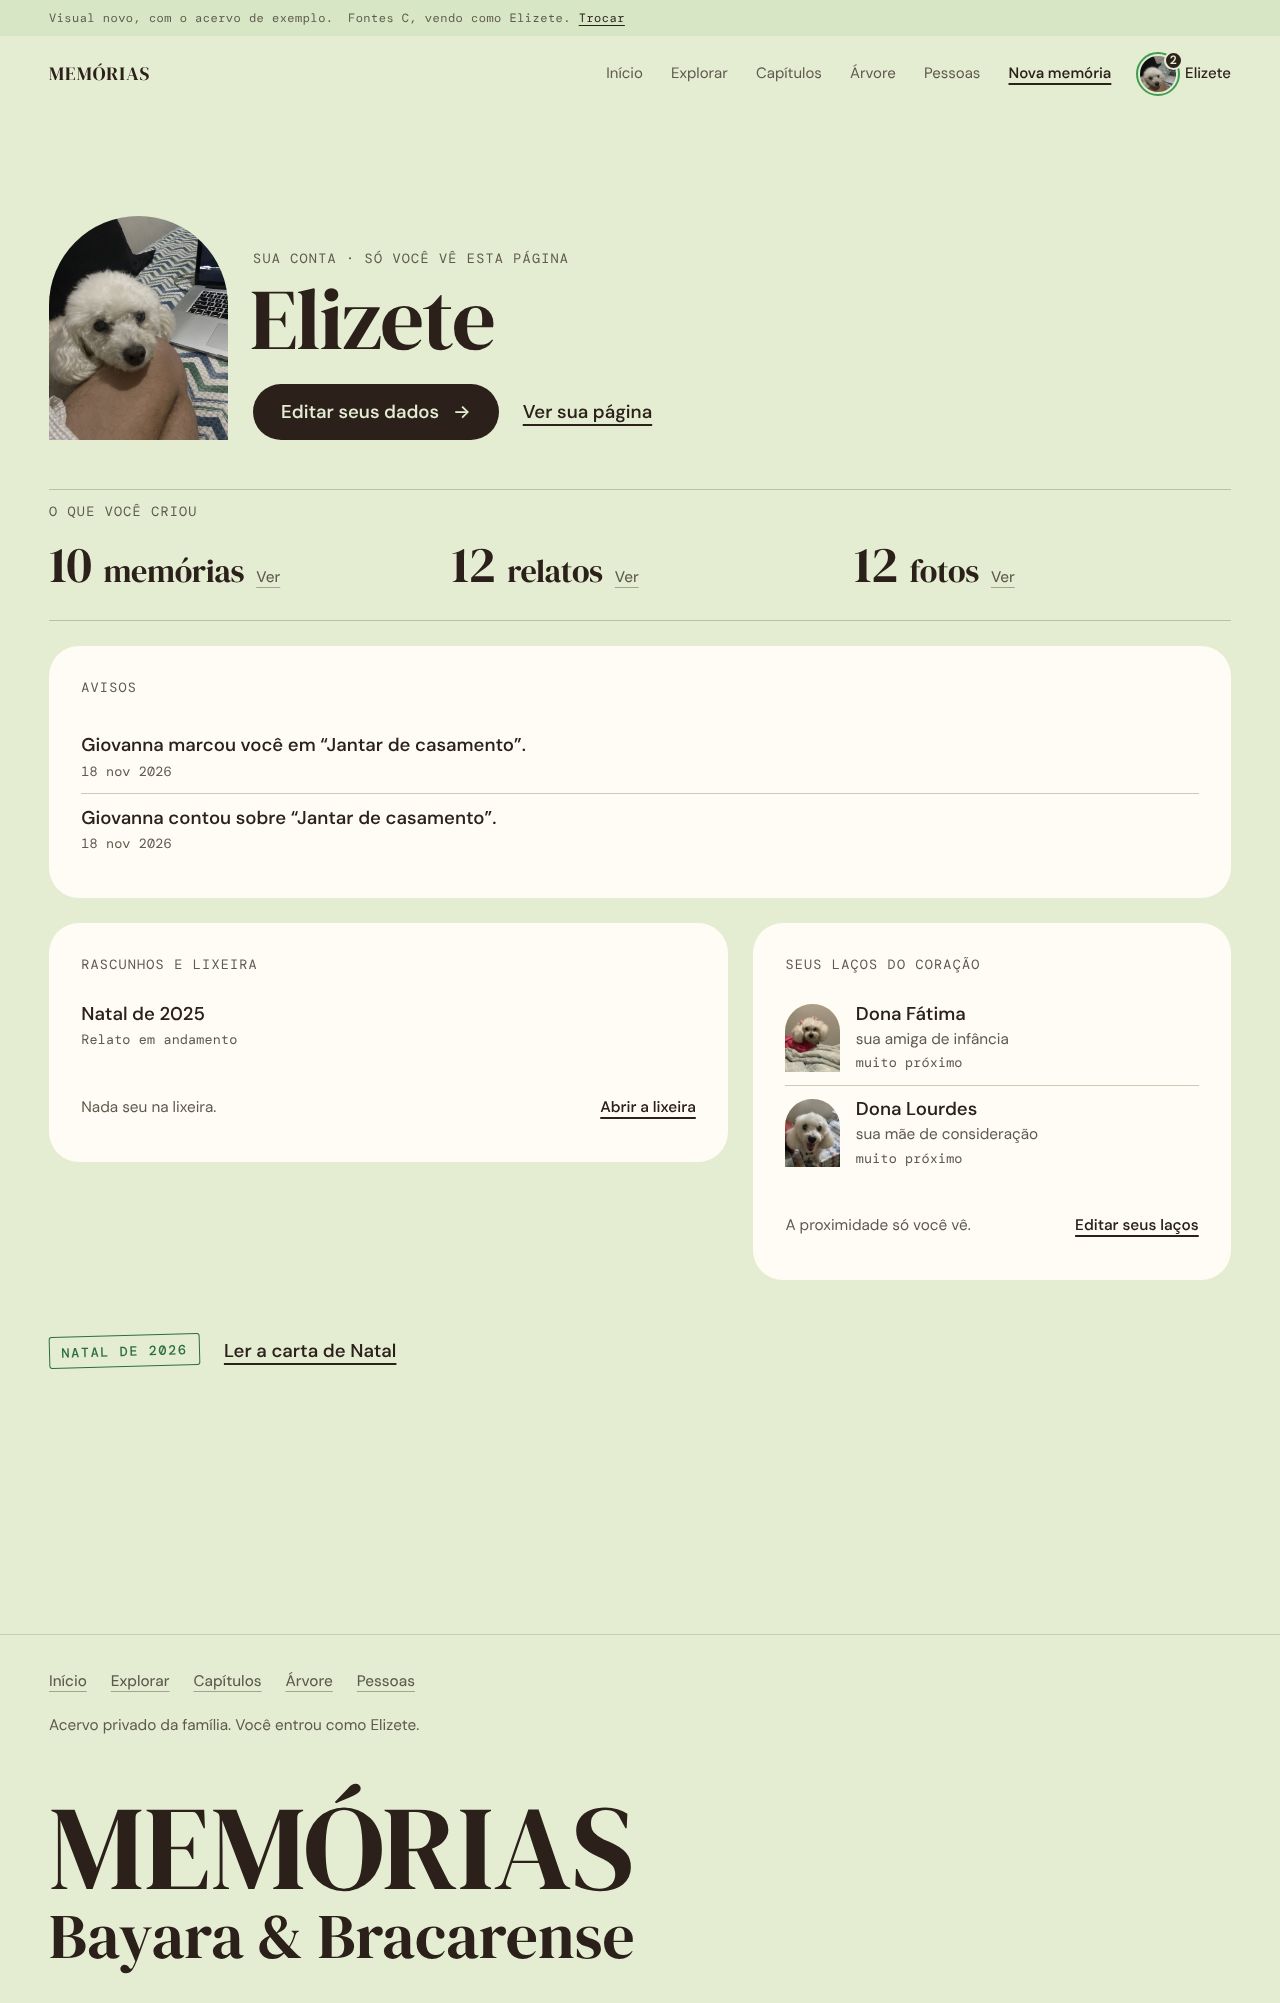 Visual novo, com o acervo de exemplo. Fontes C, vendo como Elizete. Trocar
MEMÓRIAS
Início Explorar Capítulos Árvore Pessoas Nova memória 2 Elizete
SUA CONTA · SÓ VOCÊ VÊ ESTA PÁGINA
Elizete
Editar seus dados → Ver sua página
O QUE VOCÊ CRIOU
10 memórias Ver 12 relatos Ver 12 fotos Ver
AVISOS
Giovanna marcou você em “Jantar de casamento”.
18 nov 2026
Giovanna contou sobre “Jantar de casamento”.
18 nov 2026
RASCUNHOS E LIXEIRA
Natal de 2025
Relato em andamento
Nada seu na lixeira. Abrir a lixeira
SEUS LAÇOS DO CORAÇÃO
Dona Fátima
sua amiga de infância
muito próximo
Dona Lourdes
sua mãe de consideração
muito próximo
A proximidade só você vê. Editar seus laços
NATAL DE 2026 Ler a carta de Natal
Início Explorar Capítulos Árvore Pessoas
Acervo privado da família. Você entrou como Elizete.
MEMÓRIAS
Bayara & Bracarense